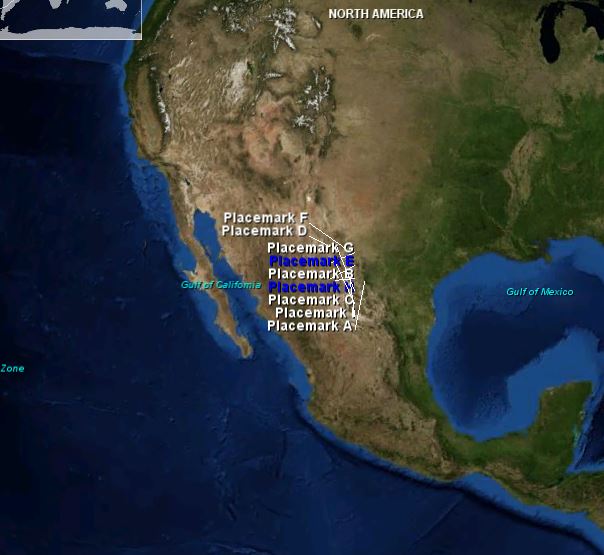 NORTH AMERICA
Placemark F
Placemark D
Placemark G
Placemark E
Placemark B
Placemark
Gulf of California
Gulf of Mexico
Placemark C
Placemark
Placemark A
Zone